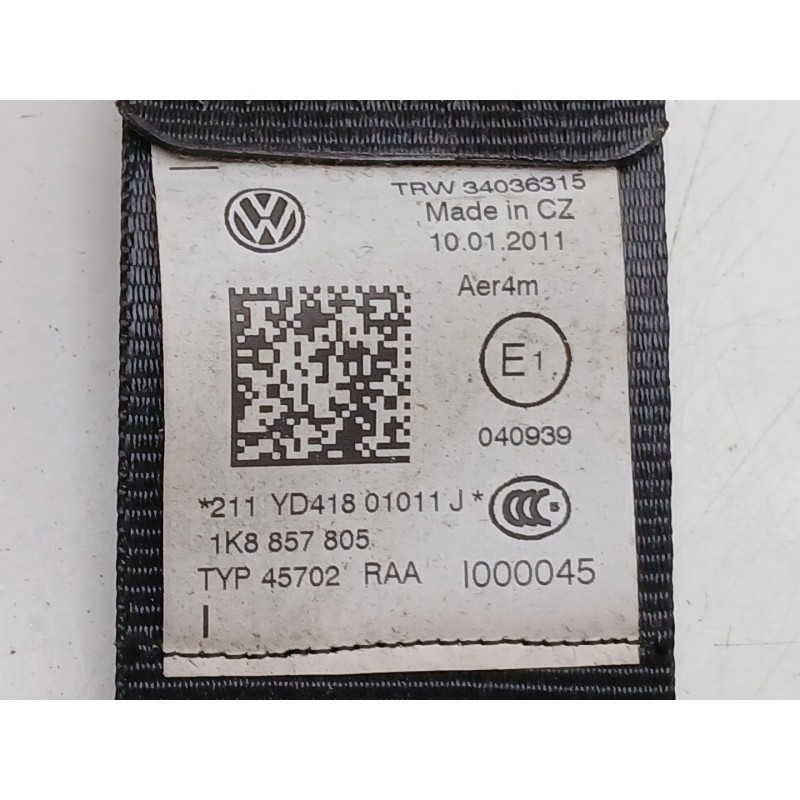 TRW 34036315
Made in CZ
10.01.2011
Aer4m
E1
040939
*211 YD418 01011 J*
CCC S
1K8 857 805
TYP 45702 RAA I000045
I